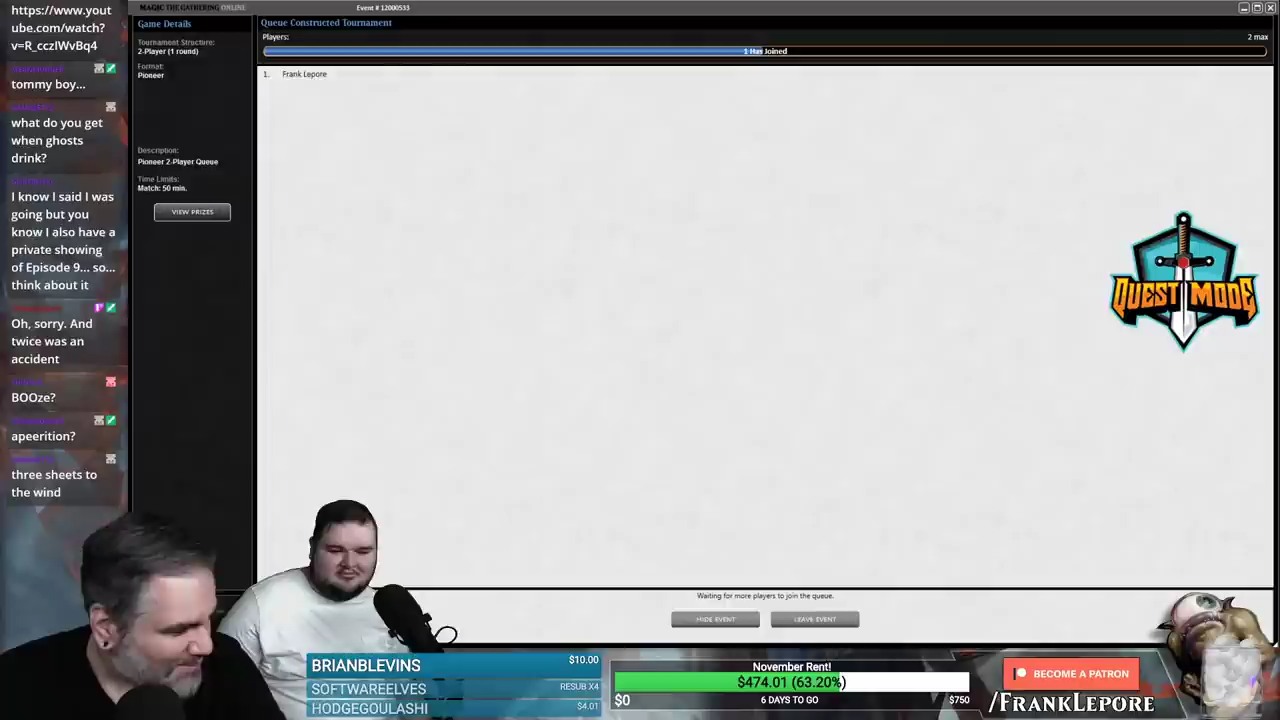 https://www.yout
ube.com/watch?
v=R_cczIWvBq4
tommy boy...
what do you get
when ghosts
drink?
I know I said I was
going but you
know I also have a
private showing
of Episode 9... so...
think about it
Oh, sorry. And
twice was an
accident
BOOze?
apeerition?
three sheets to
the wind
MAGIC THE GATHERING ONLINE
Event # 12000533
Game Details
Tournament Structure:
2-Player (1 round)
Format:
Pioneer
Description:
Pioneer 2-Player Queue
Time Limits:
Match: 50 min.
VIEW PRIZES
Queue Constructed Tournament
Players:
2 max
1 Has Joined
1. Frank Lepore
QUEST MODE
Waiting for more players to join the queue.
HIDE EVENT
LEAVE EVENT
BRIANBLEVINS $10.00
SOFTWAREELVES RESUB X4
HODGEGOULASHI $4.01
November Rent!
$474.01 (63.20%)
$0 6 DAYS TO GO $750
BECOME A PATRON
/FRANKLEPORE